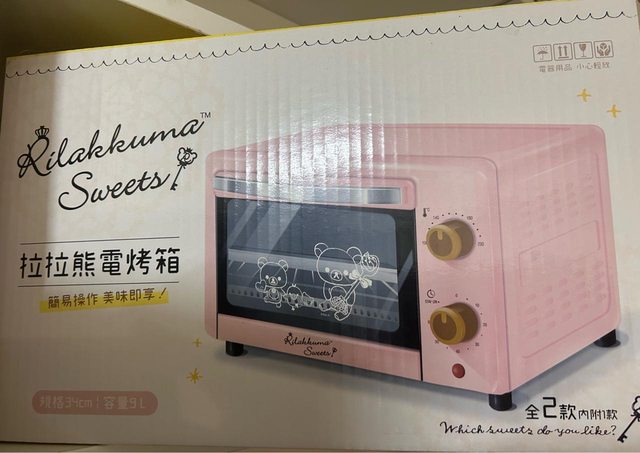 電器用品 小心輕放
Rilakkuma™
Sweets
拉拉熊電烤箱
簡易操作 美味即享！
規格34cm | 容量9L
Rilakkuma™
Sweets
全2款內附1款
Which sweets do you like?